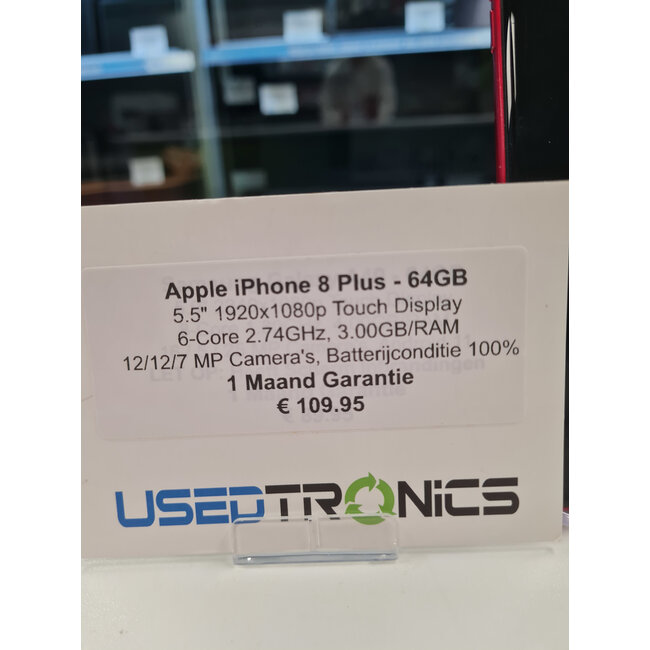 Apple iPhone 8 Plus - 64GB
5.5" 1920x1080p Touch Display
6-Core 2.74GHz, 3.00GB/RAM
12/12/7 MP Camera's, Batterijconditie 100%
1 Maand Garantie
€ 109.95
USEDTRONiCS